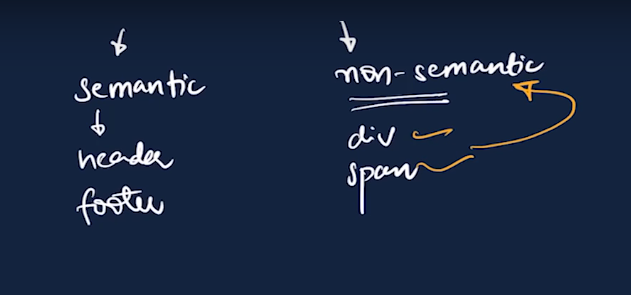 semantic
header
footer
non-semantic
div
span